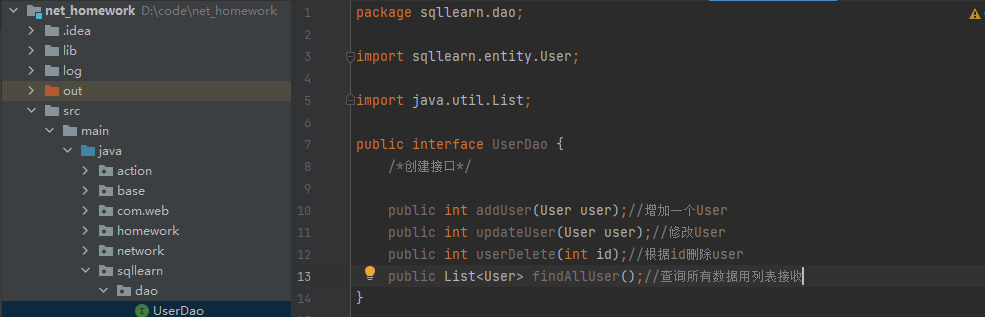 net_homework D:\code\net_homework
.idea
lib
log
out
src
main
java
action
base
com.web
homework
network
sqllearn
dao
UserDao
1 package sqllearn.dao;
2
3 import sqllearn.entity.User;
4
5 import java.util.List;
6
7 public interface UserDao {
8 /*创建接口*/
9
10 public int addUser(User user);//增加一个User
11 public int updateUser(User user);//修改User
12 public int userDelete(int id);//根据id删除user
13 public List<User> findAllUser();//查询所有数据用列表接收
14 }